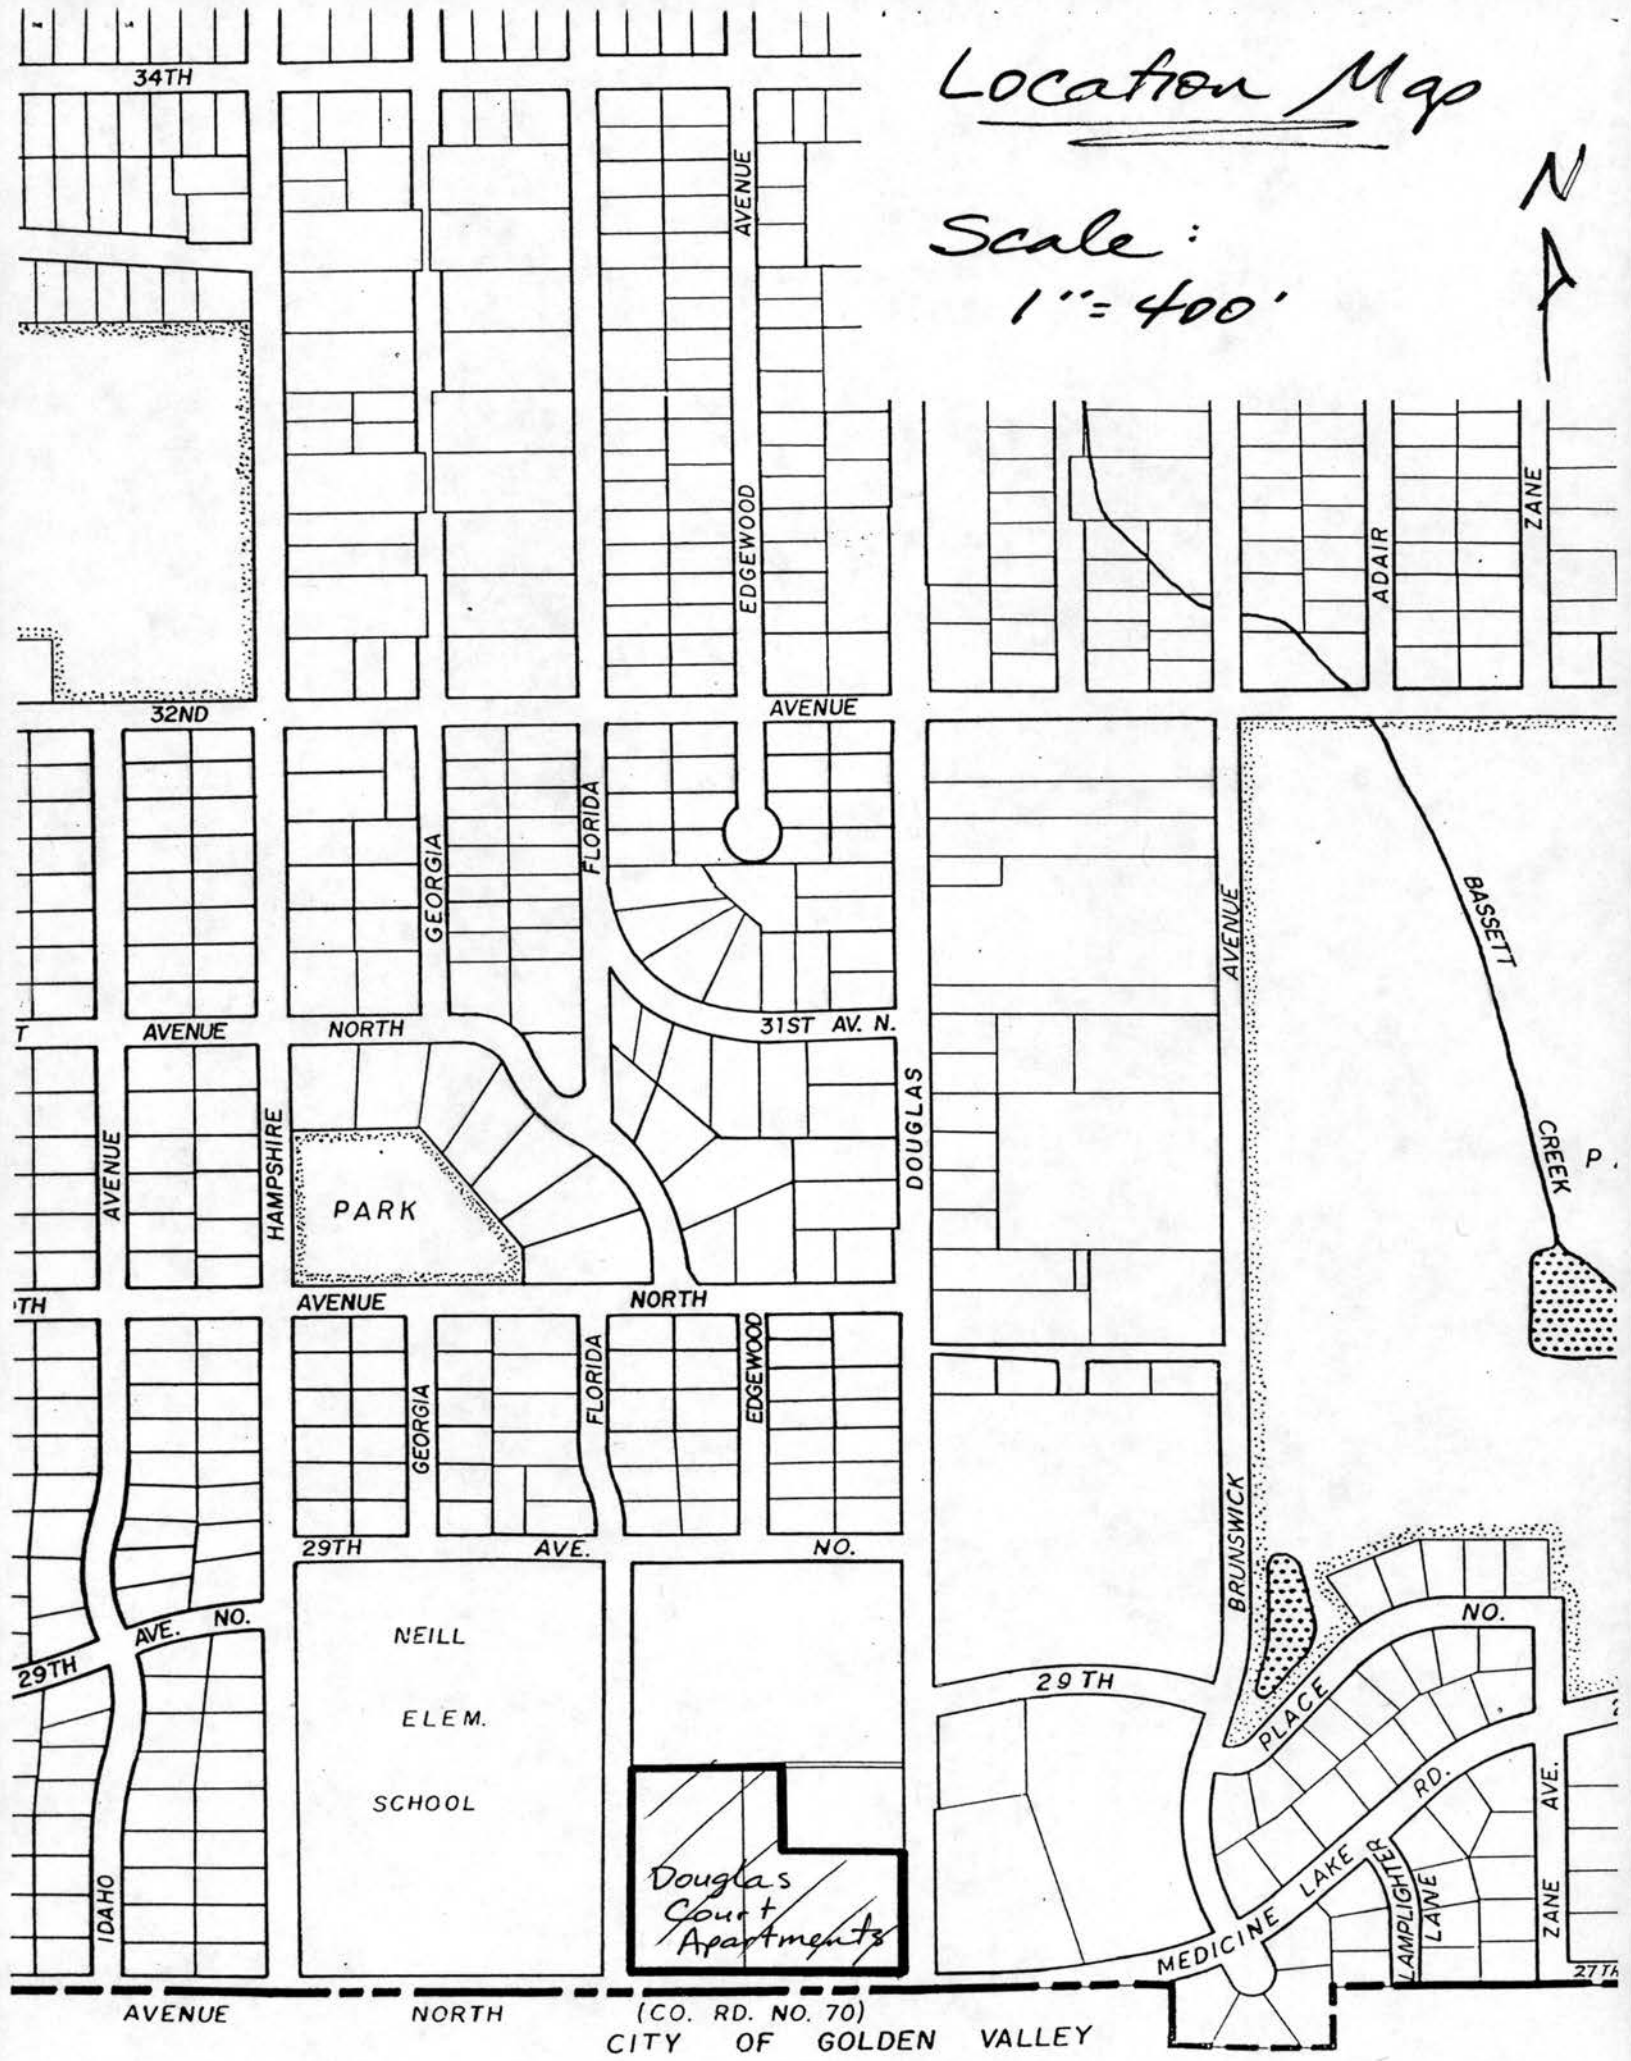 34TH
Location Map
N
AVENUE
Scale :
1"= 400'
EDGEWOOD
ADAIR
ZANE
32ND
AVENUE
GEORGIA
FLORIDA
AVENUE
BASSETT
CREEK
P
T
AVENUE
NORTH
31ST AV. N.
AVENUE
HAMPSHIRE
PARK
DOUGLAS
TH
AVENUE
NORTH
GEORGIA
FLORIDA
EDGEWOOD
BRUNSWICK
29TH
AVE.
NO.
29TH
AVE.
NO.
NEILL
ELEM.
SCHOOL
29TH
PLACE
NO.
MEDICINE
LAKE
RD.
LAMPLIGHTER
LANE
ZANE
AVE.
IDAHO
Douglas
Court
Apartments
27TH
AVENUE
NORTH
(CO. RD. NO. 70)
CITY OF GOLDEN VALLEY